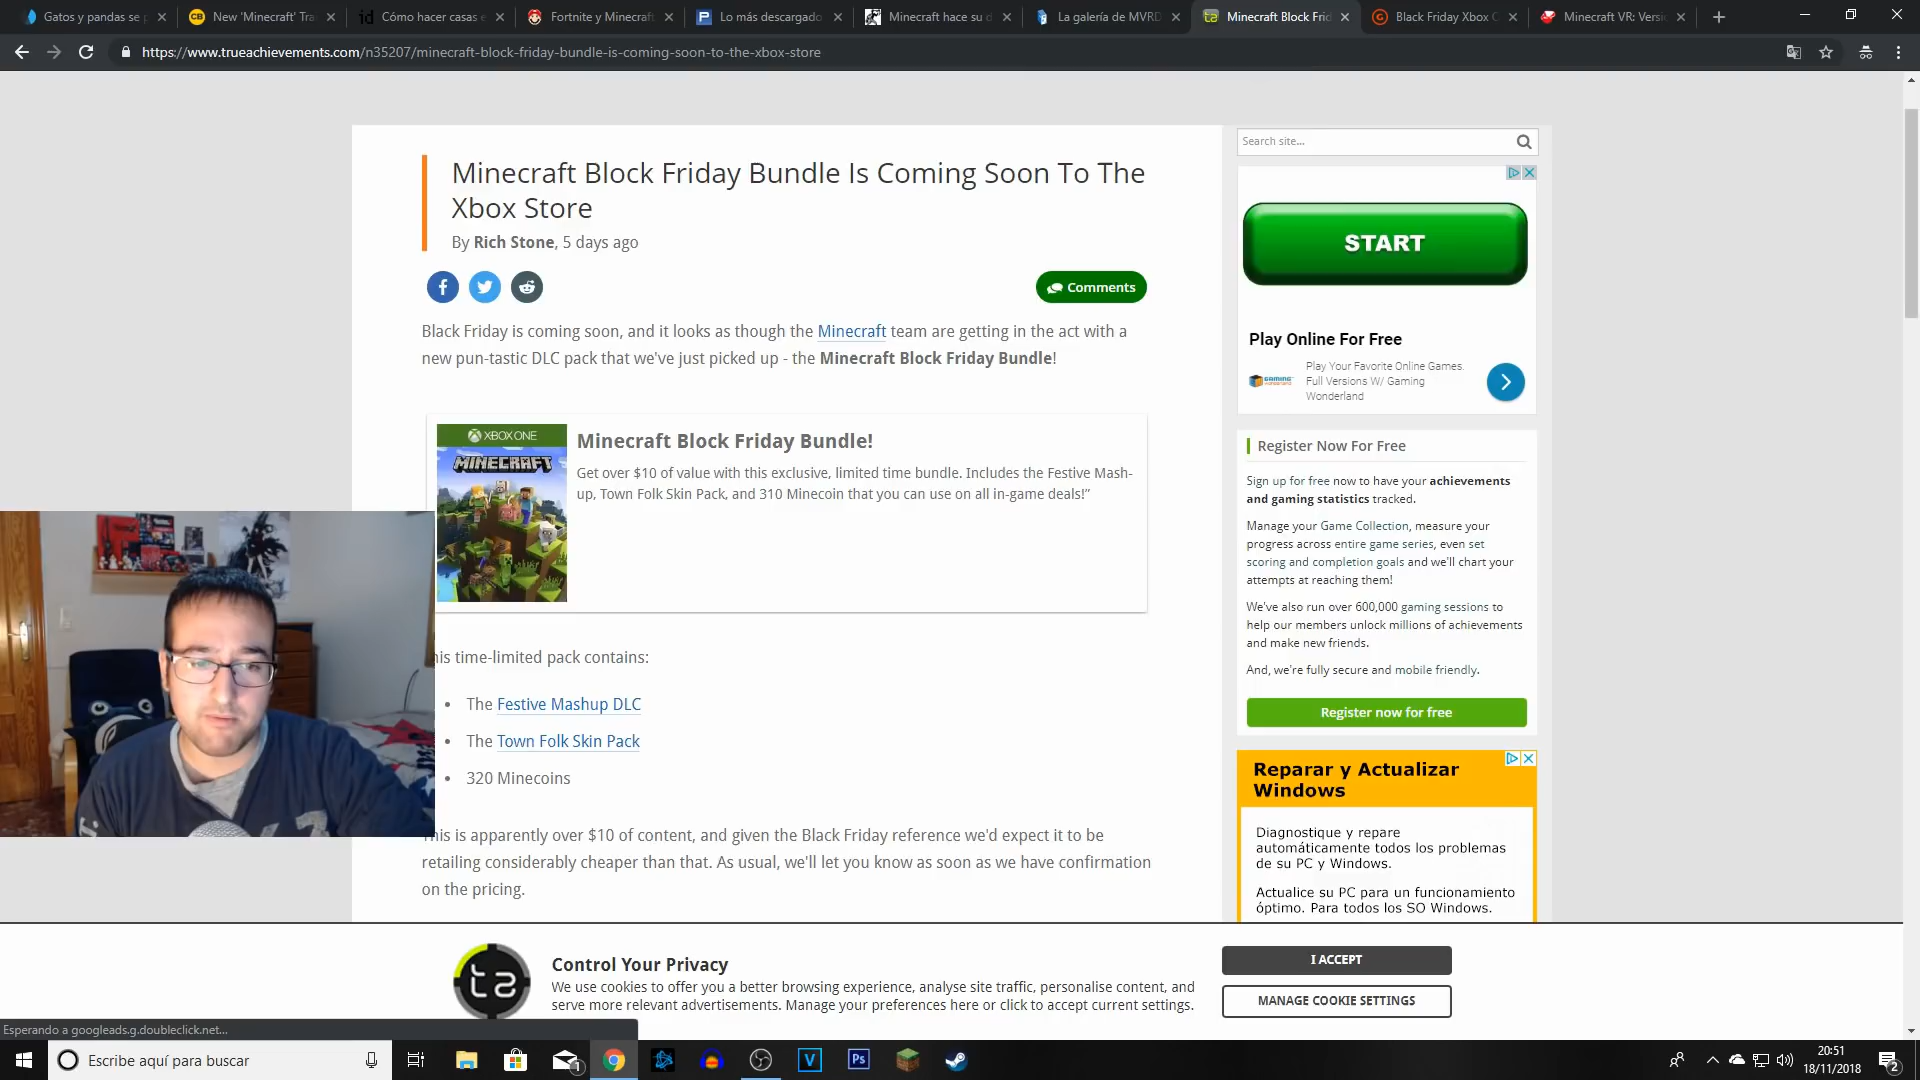 Gatos y pandas se p
New 'Minecraft' Tra
Cómo hacer casas e
Fortnite y Minecraft
Lo más descargado
Minecraft hace su d
La galería de MVRD
Minecraft Block Frid
Black Friday Xbox O
Minecraft VR: Versi
https://www.trueachievements.com/n35207/minecraft-block-friday-bundle-is-coming-soon-to-the-xbox-store
Minecraft Block Friday Bundle Is Coming Soon To The
Xbox Store
By Rich Stone, 5 days ago
Comments
Black Friday is coming soon, and it looks as though the Minecraft team are getting in the act with a
new pun-tastic DLC pack that we've just picked up - the Minecraft Block Friday Bundle!
XBOX ONE
MINECRAFT
Minecraft Block Friday Bundle!
Get over $10 of value with this exclusive, limited time bundle. Includes the Festive Mash-
up, Town Folk Skin Pack, and 310 Minecoin that you can use on all in-game deals!”
his time-limited pack contains:
• The Festive Mashup DLC
• The Town Folk Skin Pack
• 320 Minecoins
This is apparently over $10 of content, and given the Black Friday reference we'd expect it to be
retailing considerably cheaper than that. As usual, we'll let you know as soon as we have confirmation
on the pricing.
Search site...
START
Play Online For Free
GAMING
Play Your Favorite Online Games.
Full Versions W/ Gaming
Wonderland
Register Now For Free
Sign up for free now to have your achievements
and gaming statistics tracked.
Manage your Game Collection, measure your
progress across entire game series, even set
scoring and completion goals and we'll chart your
attempts at reaching them!
We've also run over 600,000 gaming sessions to
help our members unlock millions of achievements
and make new friends.
And, we're fully secure and mobile friendly.
Register now for free
Reparar y Actualizar
Windows
Diagnostique y repare
automáticamente todos los problemas
de su PC y Windows.
Actualice su PC para un funcionamiento
óptimo. Para todos los SO Windows.
Control Your Privacy
We use cookies to offer you a better browsing experience, analyse site traffic, personalise content, and
serve more relevant advertisements. Manage your preferences here or click to accept current settings.
I ACCEPT
MANAGE COOKIE SETTINGS
Esperando a googleads.g.doubleclick.net...
Escribe aquí para buscar
20:51
18/11/2018